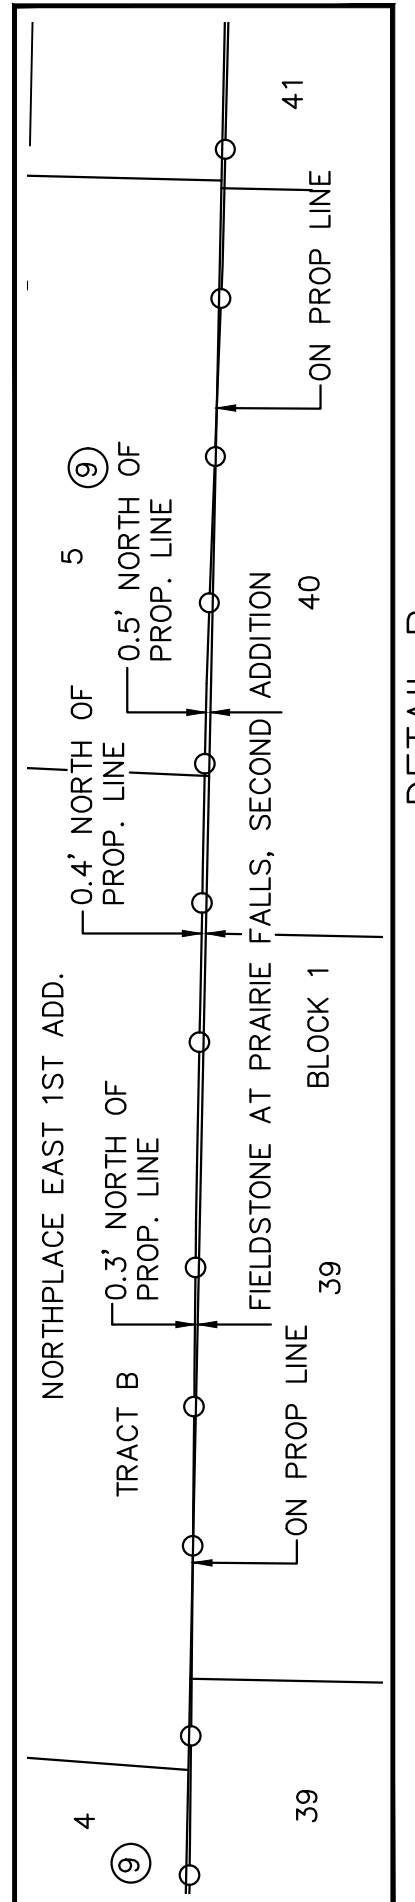 4
9
NORTHPLACE EAST 1ST ADD.
TRACT B
0.3' NORTH OF
PROP. LINE
0.4' NORTH OF
PROP. LINE
5
9
0.5' NORTH OF
PROP. LINE
FIELDSTONE AT PRAIRIE FALLS, SECOND ADDITION
39
ON PROP LINE
39
BLOCK 1
40
ON PROP LINE
41